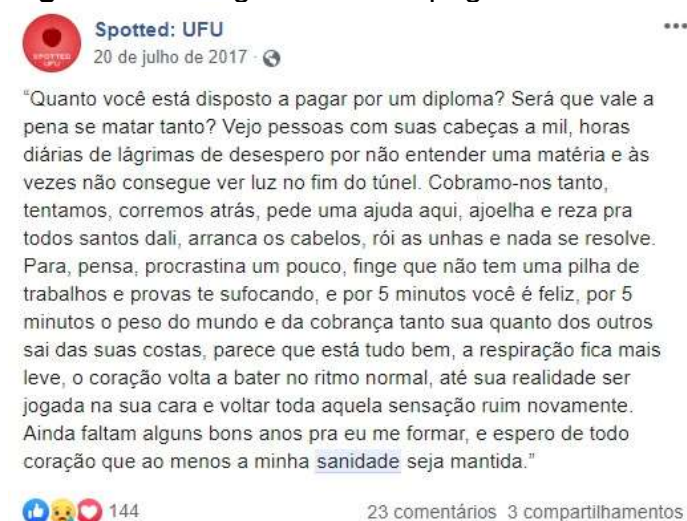 Spotted: UFU
SPOTTED
UFU
20 de julho de 2017 ·
“Quanto você está disposto a pagar por um diploma? Será que vale a
pena se matar tanto? Vejo pessoas com suas cabeças a mil, horas
diárias de lágrimas de desespero por não entender uma matéria e às
vezes não consegue ver luz no fim do túnel. Cobramo-nos tanto,
tentamos, corremos atrás, pede uma ajuda aqui, ajoelha e reza pra
todos santos dali, arranca os cabelos, rói as unhas e nada se resolve.
Para, pensa, procrastina um pouco, finge que não tem uma pilha de
trabalhos e provas te sufocando, e por 5 minutos você é feliz, por 5
minutos o peso do mundo e da cobrança tanto sua quanto dos outros
sai das suas costas, parece que está tudo bem, a respiração fica mais
leve, o coração volta a bater no ritmo normal, até sua realidade ser
jogada na sua cara e voltar toda aquela sensação ruim novamente.
Ainda faltam alguns bons anos pra eu me formar, e espero de todo
coração que ao menos a minha sanidade seja mantida.”
144 23 comentários 3 compartilhamentos